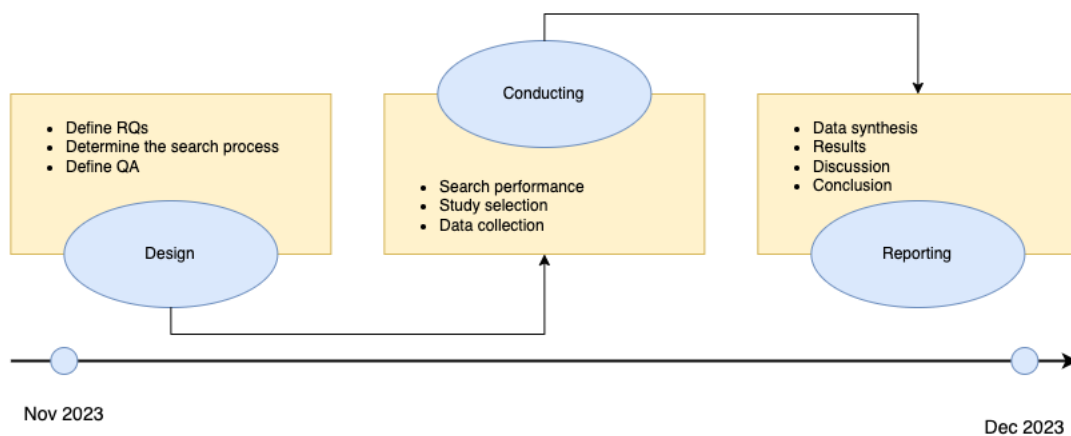 • Define RQs
• Determine the search process
• Define QA
Design
Conducting
• Search performance
• Study selection
• Data collection
• Data synthesis
• Results
• Discussion
• Conclusion
Reporting
Nov 2023
Dec 2023